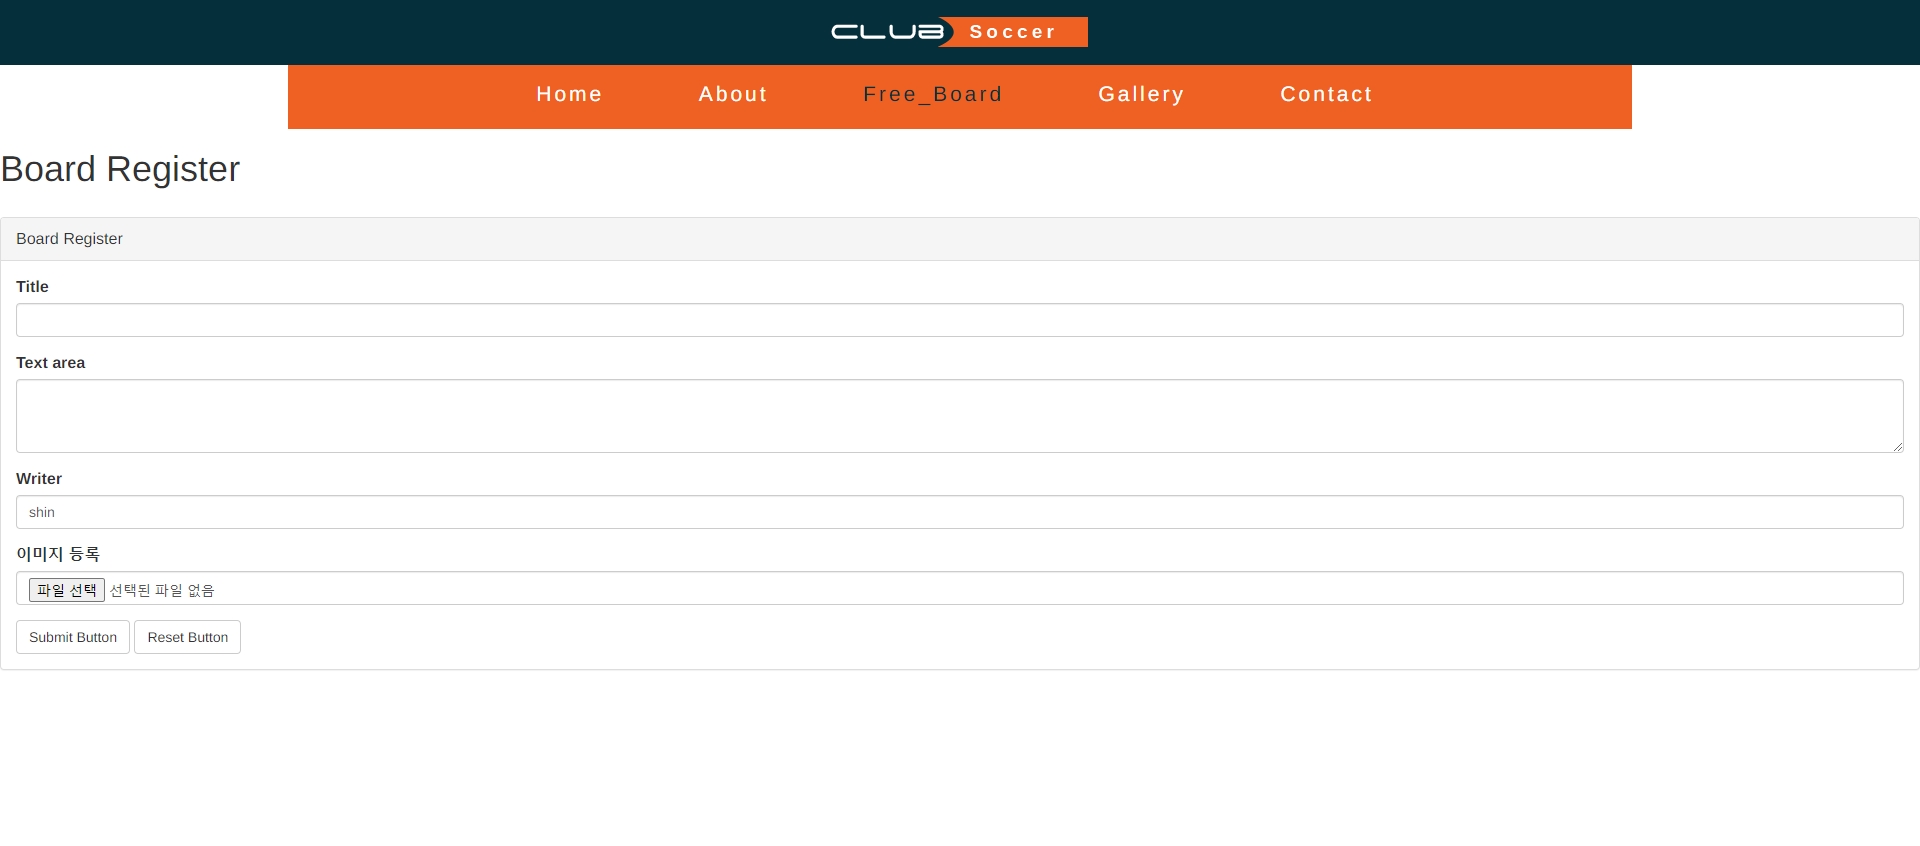 CLUB Soccer
Home About Free_Board Gallery Contact
Board Register
Board Register
Title
Text area
Writer
shin
이미지 등록
파일 선택 선택된 파일 없음
Submit Button Reset Button